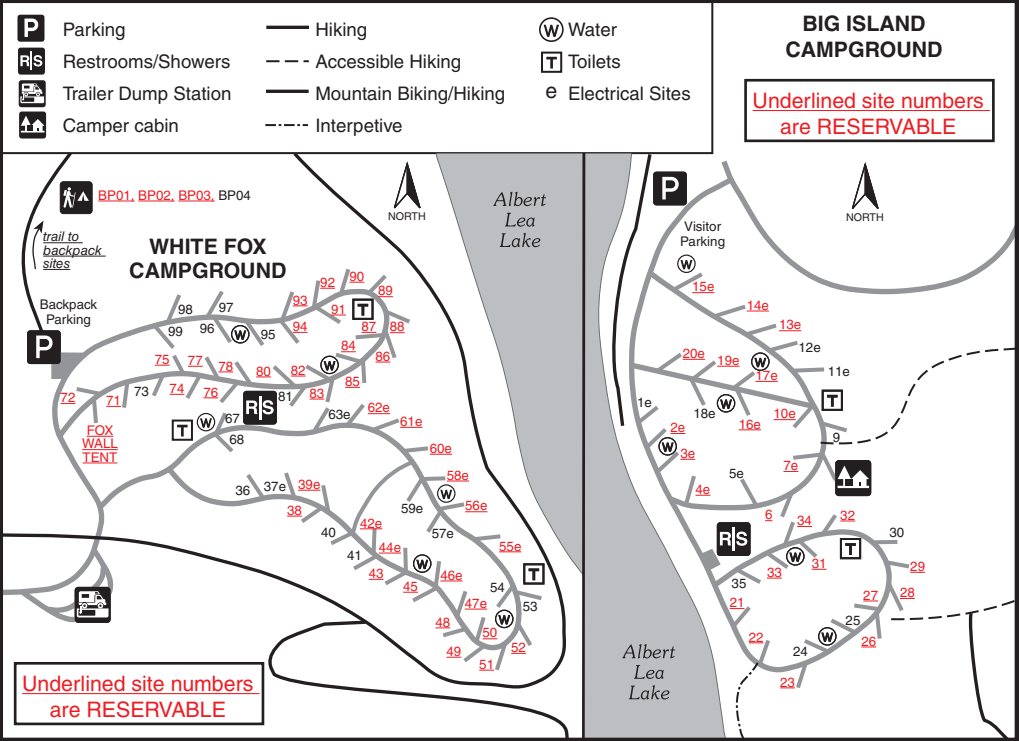 P Parking
R|S Restrooms/Showers
Trailer Dump Station
Camper cabin
Hiking
Accessible Hiking
Mountain Biking/Hiking
Interpetive
W Water
T Toilets
e Electrical Sites
BIG ISLAND
CAMPGROUND
Underlined site numbers
are RESERVABLE
BP01, BP02, BP03, BP04
trail to
backpack
sites
WHITE FOX
CAMPGROUND
NORTH
Albert
Lea
Lake
Backpack
Parking
P
98
97
99
96
W
95
93
94
92
91
90
89
T
87
88
86
84
85
W
82
83
81
80
78
76
77
74
75
73
71
72
FOX
WALL
TENT
R|S
T
W
67
68
63e
62e
61e
60e
58e
W
56e
59e
57e
55e
T
54
53
W
52
51
50
49
48
47e
46e
45
W
44e
43
42e
41
40
39e
38
37e
36
Underlined site numbers
are RESERVABLE
P
NORTH
Visitor
Parking
W
15e
14e
13e
12e
11e
T
20e
19e
W
17e
18e
W
16e
10e
9
1e
2e
W
3e
4e
5e
6
7e
R|S
34
32
30
T
W
31
33
35
29
28
27
26
25
W
24
23
22
21
Albert
Lea
Lake